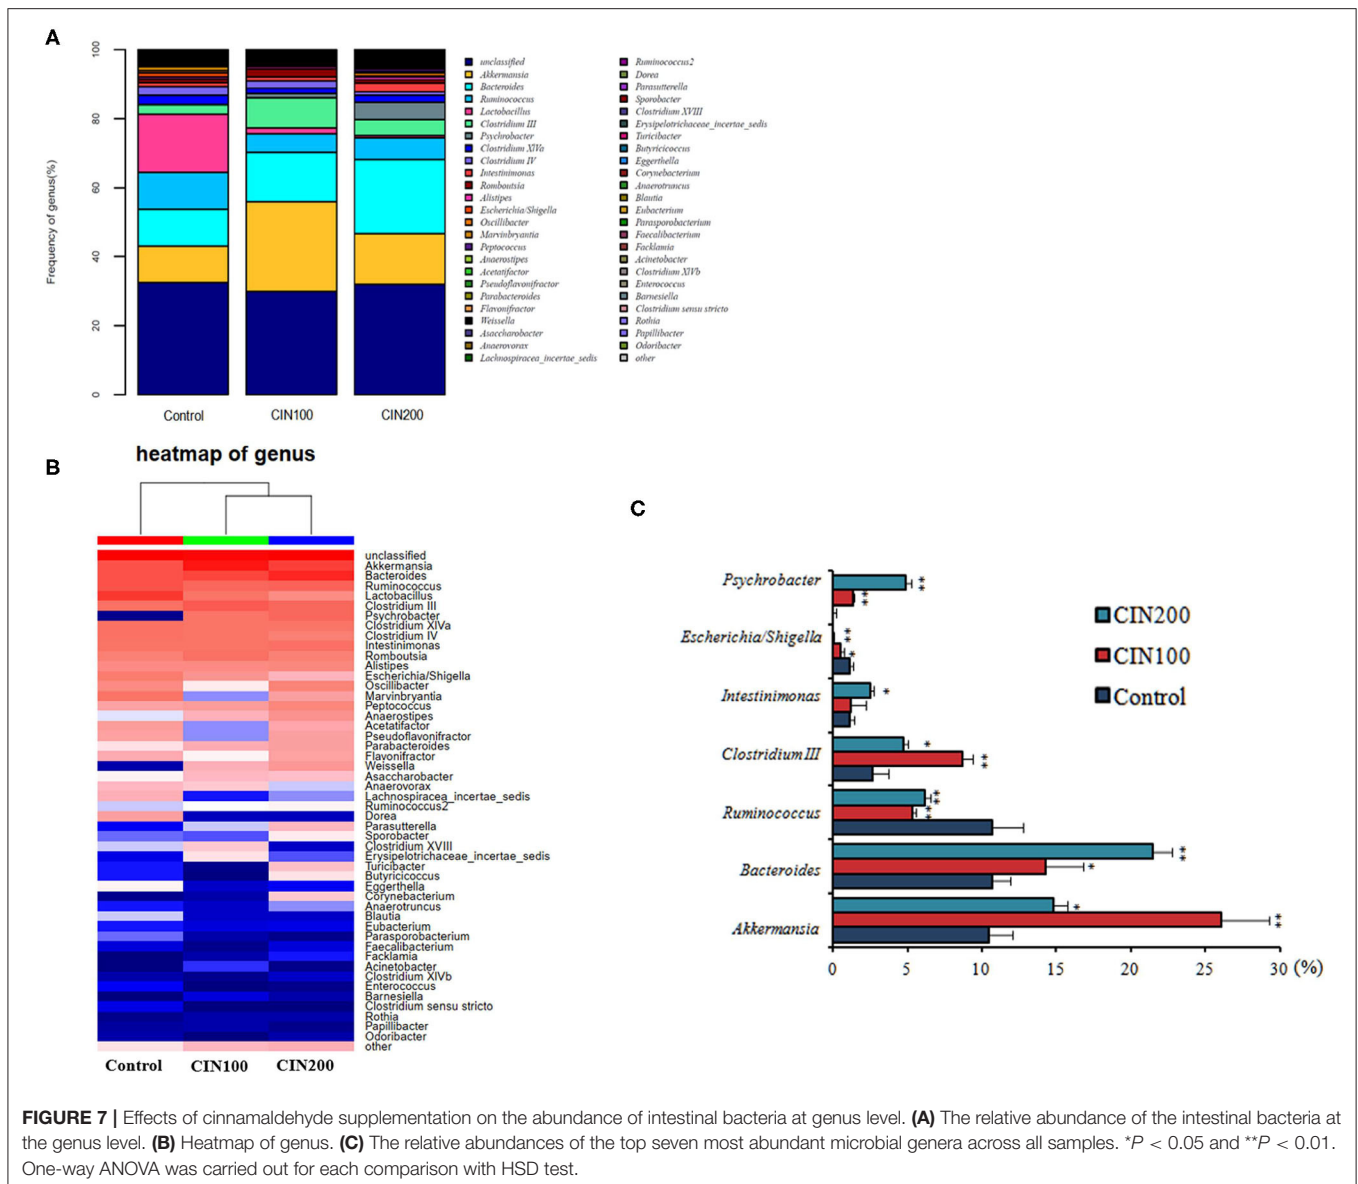 A
Frequency of genus(%)
100
80
60
40
20
0
Control
CIN100
CIN200
unclassified
Akkermansia
Bacteroides
Ruminococcus
Lactobacillus
Clostridium III
Psychrobacter
Clostridium XlVa
Clostridium IV
Intestinimonas
Romboutsia
Alistipes
Escherichia/Shigella
Oscillibacter
Marvinbryantia
Peptococcus
Anaerostipes
Acetatifactor
Pseudoflavonifractor
Parabacteroides
Flavonifractor
Weissella
Asaccharobacter
Anaerovorax
Lachnospiracea_incertae_sedis
Ruminococcus2
Dorea
Parasutterella
Sporobacter
Clostridium XVIII
Erysipelotrichaceae_incertae_sedis
Turicibacter
Butyricicoccus
Eggerthella
Corynebacterium
Anaerotruncus
Blautia
Eubacterium
Parasporobacterium
Faecalibacterium
Facklamia
Acinetobacter
Clostridium XlVb
Enterococcus
Barnesiella
Clostridium sensu stricto
Rothia
Papillibacter
Odoribacter
other
B
heatmap of genus
unclassified
Akkermansia
Bacteroides
Ruminococcus
Lactobacillus
Clostridium III
Psychrobacter
Clostridium XlVa
Clostridium IV
Intestinimonas
Romboutsia
Alistipes
Escherichia/Shigella
Oscillibacter
Marvinbryantia
Peptococcus
Anaerostipes
Acetatifactor
Pseudoflavonifractor
Parabacteroides
Flavonifractor
Weissella
Asaccharobacter
Anaerovorax
Lachnospiracea_incertae_sedis
Ruminococcus2
Dorea
Parasutterella
Sporobacter
Clostridium XVIII
Erysipelotrichaceae_incertae_sedis
Turicibacter
Butyricicoccus
Eggerthella
Corynebacterium
Anaerotruncus
Blautia
Eubacterium
Parasporobacterium
Faecalibacterium
Facklamia
Acinetobacter
Clostridium XlVb
Enterococcus
Barnesiella
Clostridium sensu stricto
Rothia
Papillibacter
Odoribacter
other
Control
CIN100
CIN200
C
Psychrobacter
**
**
Escherichia/Shigella
**
*
Intestinimonas
*
Clostridium III
*
**
Ruminococcus
**
**
Bacteroides
**
*
Akkermansia
*
**
0 5 10 15 20 25 30 (%)
CIN200
CIN100
Control
FIGURE 7 | Effects of cinnamaldehyde supplementation on the abundance of intestinal bacteria at genus level. (A) The relative abundance of the intestinal bacteria at
the genus level. (B) Heatmap of genus. (C) The relative abundances of the top seven most abundant microbial genera across all samples. *P < 0.05 and **P < 0.01.
One-way ANOVA was carried out for each comparison with HSD test.